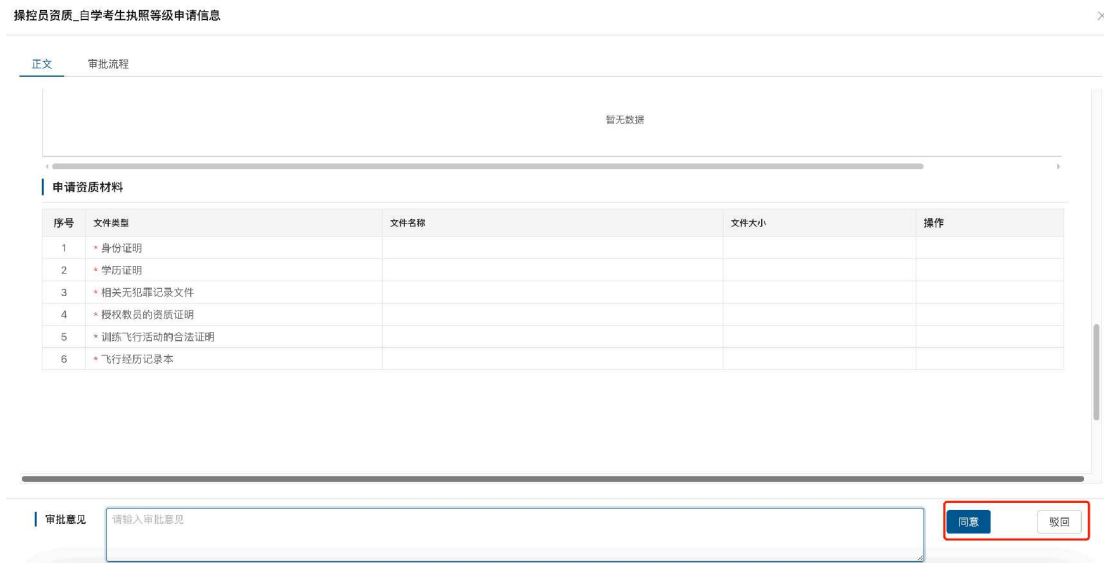 操控员资质_自学考生执照等级申请信息
正文 审批流程
暂无数据
申请资质材料
序号 文件类型 文件名称 文件大小 操作
1 * 身份证明
2 * 学历证明
3 * 相关无犯罪记录文件
4 * 授权教员的资质证明
5 * 训练飞行活动的合法证明
6 * 飞行经历记录本
审批意见 请输入审批意见 同意 驳回